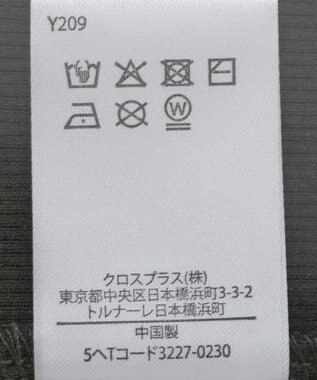 Y209
W
クロスプラス(株)
東京都中央区日本橋浜町3-3-2
トルナーレ日本橋浜町
中国製
5へTコード3227-0230